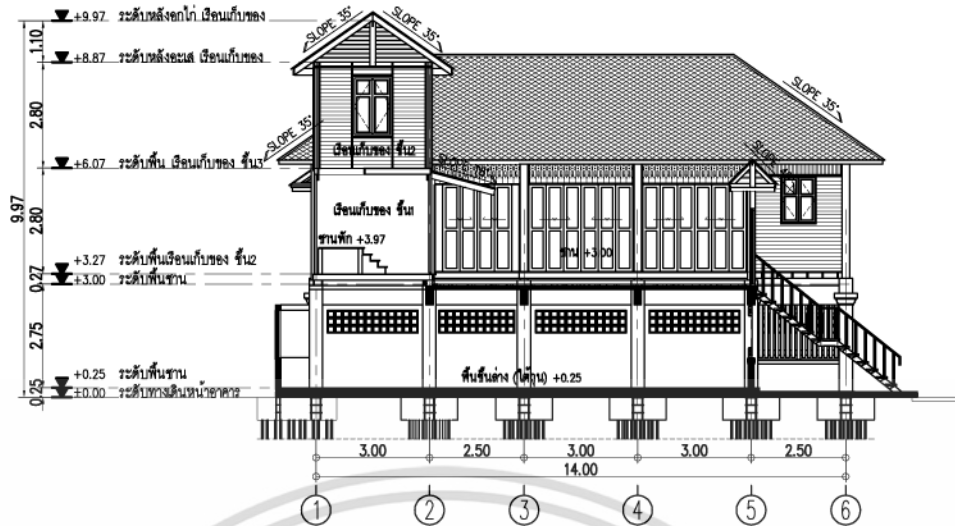 +9.97 ระดับหลังอกไก่ เรือนเก็บของ
SLOPE 35°
SLOPE 35°
1.10
+8.87 ระดับหลังอะเส เรือนเก็บของ
SLOPE 35°
2.80
SLOPE 35°
เรือนเก็บของ ชั้น2
SLOPE
+6.07 ระดับพื้น เรือนเก็บของ ชั้น3
9.97
2.80
เรือนเก็บของ ชั้น1
ชานพัก +3.97
ชาน +3.00
+3.27 ระดับพื้นเรือนเก็บของ ชั้น2
0.27
+3.00 ระดับพื้นชาน
2.75
+0.25 ระดับพื้นชาน
พื้นชั้นล่าง (ใต้ถุน) +0.25
0.25
±0.00 ระดับทางเดินหน้าอาคาร
3.00 2.50 3.00 3.00 2.50
14.00
1 2 3 4 5 6